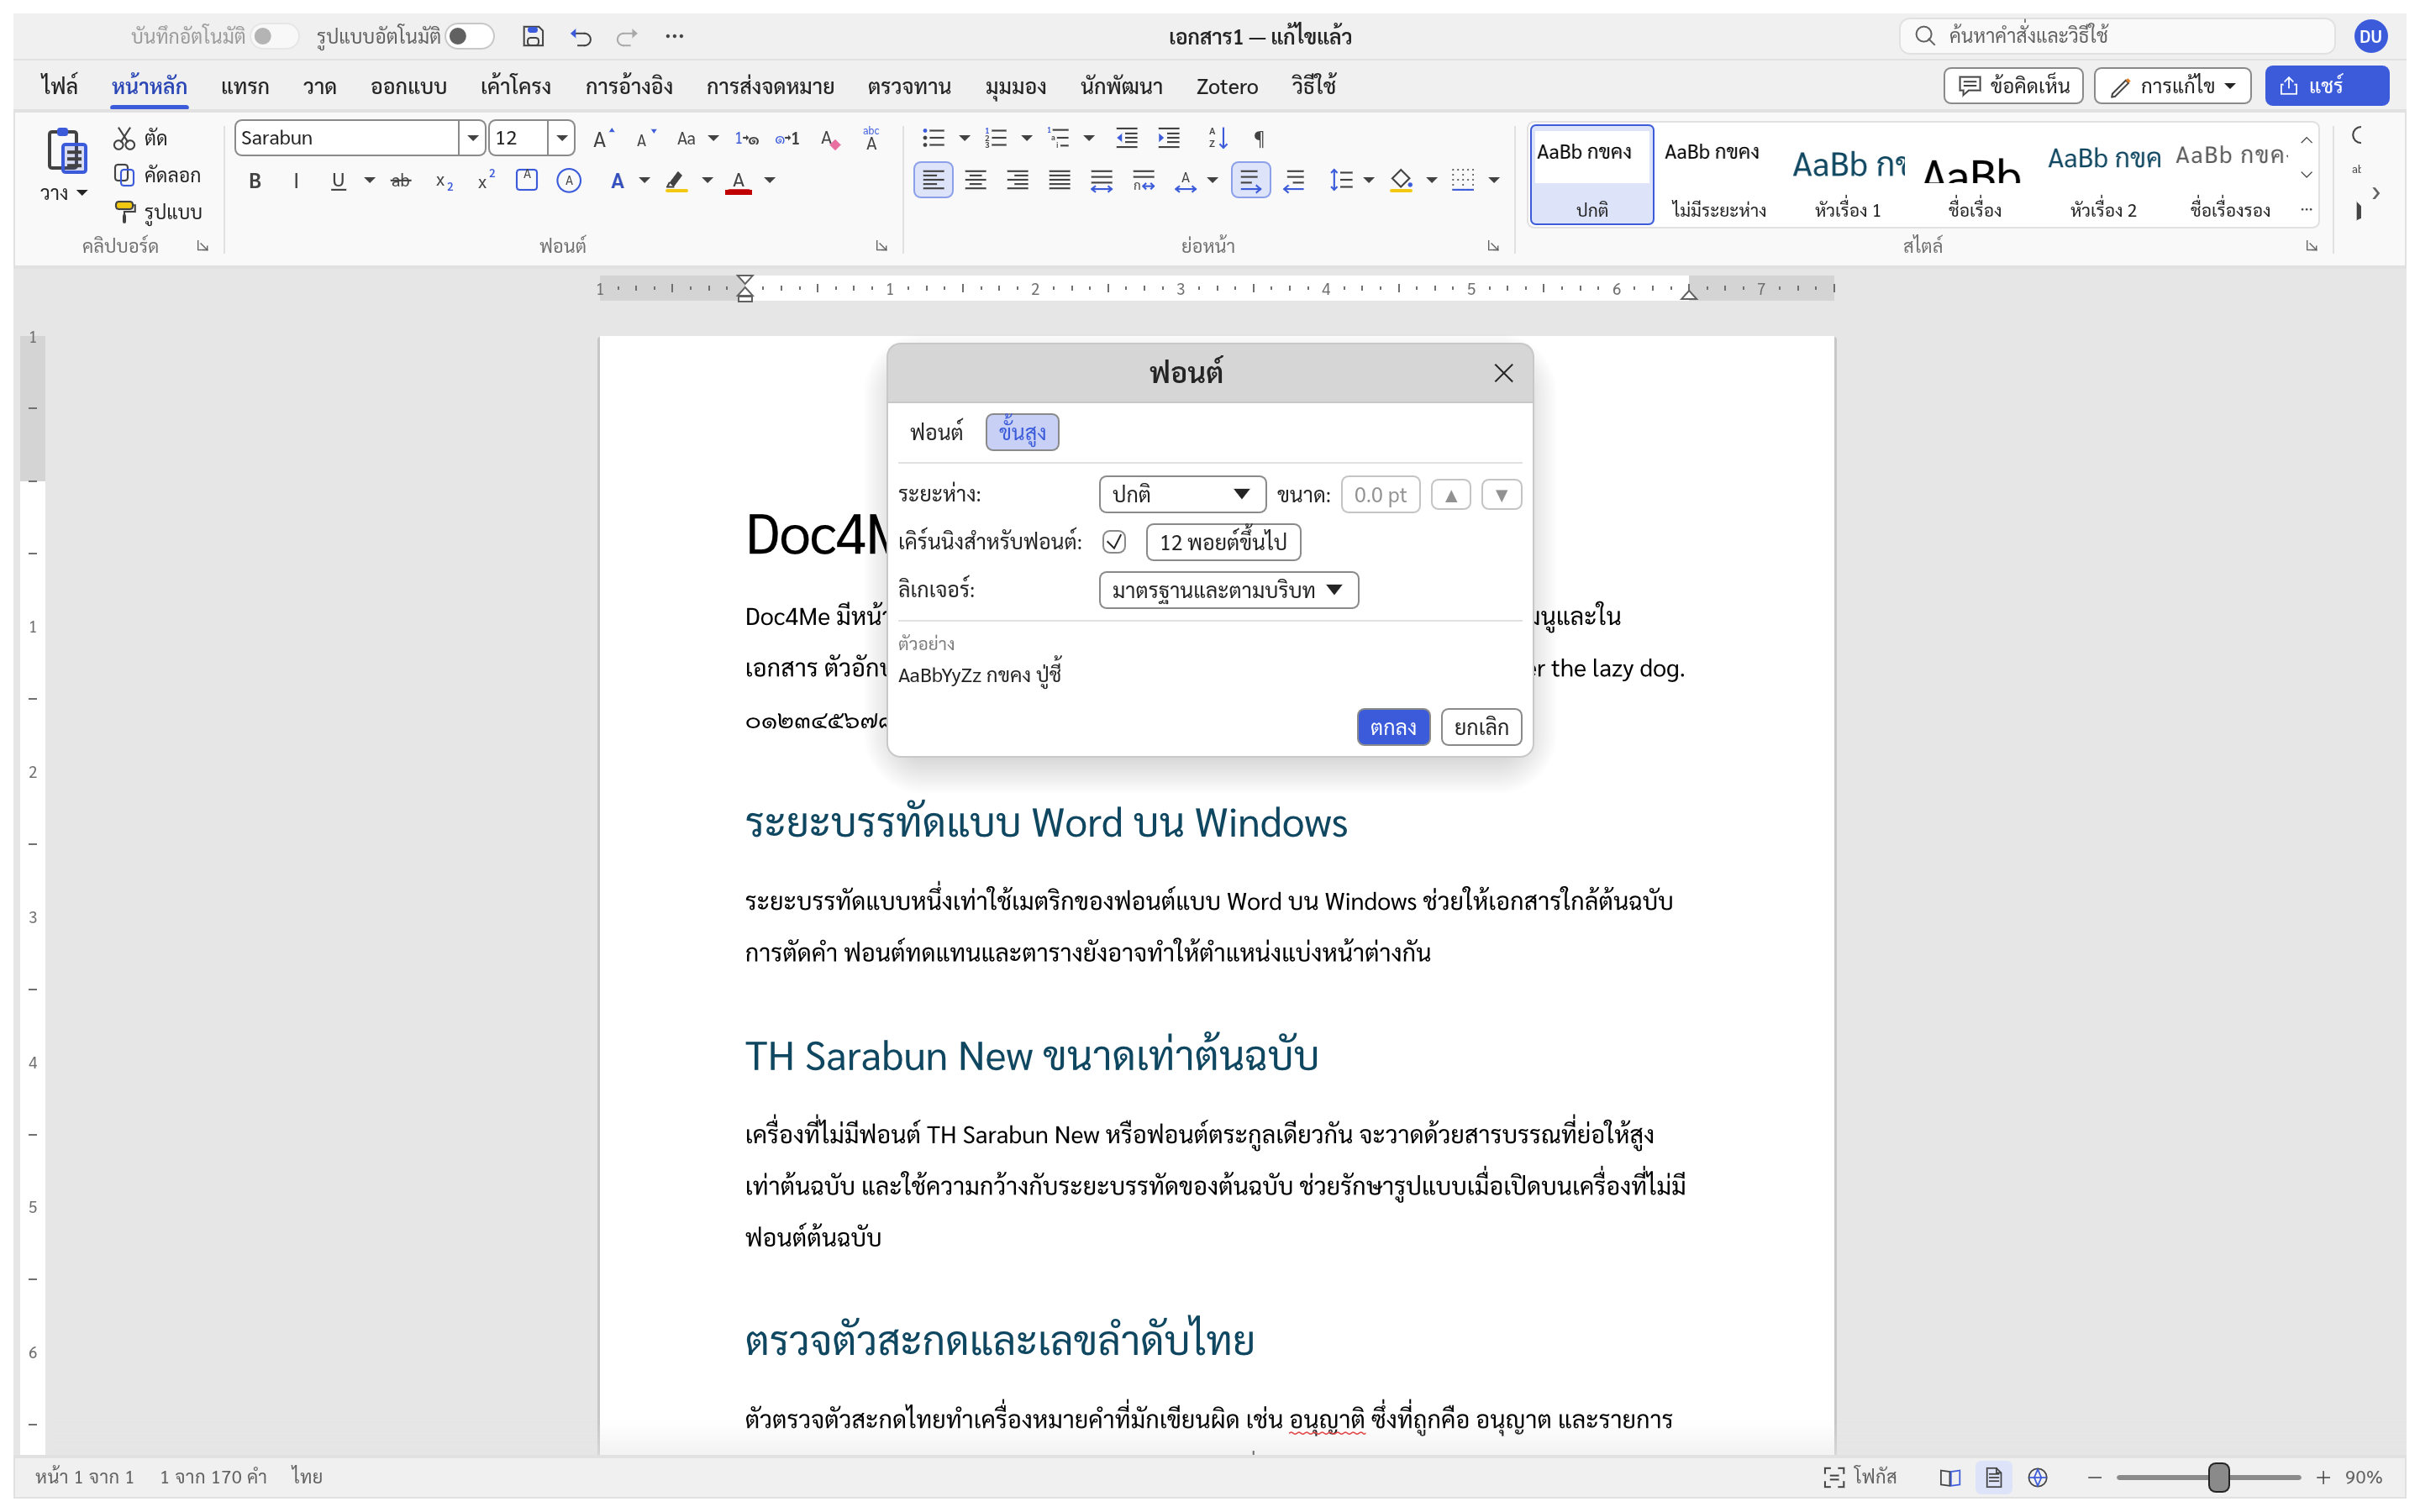 บันทึกอัตโนมัติ รูปแบบอัตโนมัติ เอกสาร1 — แก้ไขแล้ว ค้นหาคำสั่งและวิธีใช้ DU
ไฟล์ หน้าหลัก แทรก วาด ออกแบบ เค้าโครง การอ้างอิง การส่งจดหมาย ตรวจทาน มุมมอง นักพัฒนา Zotero วิธีใช้ ข้อคิดเห็น การแก้ไข แชร์
วาง ตัด คัดลอก รูปแบบ
คลิปบอร์ด
Sarabun 12
ฟอนต์
ย่อหน้า
AaBb กขคง AaBb กขคง AaBb กข AaBb AaBb กขค AaBb กขค
ปกติ ไม่มีระยะห่าง หัวเรื่อง 1 ชื่อเรื่อง หัวเรื่อง 2 ชื่อเรื่องรอง
สไตล์
1 1 2 3 4 5 6 7
1 1 2 3 4 5 6
ฟอนต์
ฟอนต์ ขั้นสูง
ระยะห่าง: ปกติ ขนาด: 0.0 pt
เคิร์นนิงสำหรับฟอนต์: 12 พอยต์ขึ้นไป
ลิเกเจอร์: มาตรฐานและตามบริบท
ตัวอย่าง
AaBbYyZz กขคง ปู่ชี้
ตกลง ยกเลิก
Doc4M
Doc4Me มีหน้า นูและใน
เอกสาร ตัวอัก er the lazy dog.
๐๑๒๓๔๕๖๗๘
ระยะบรรทัดแบบ Word บน Windows
ระยะบรรทัดแบบหนึ่งเท่าใช้เมตริกของฟอนต์แบบ Word บน Windows ช่วยให้เอกสารใกล้ต้นฉบับ
การตัดคำ ฟอนต์ทดแทนและตารางยังอาจทำให้ตำแหน่งแบ่งหน้าต่างกัน
TH Sarabun New ขนาดเท่าต้นฉบับ
เครื่องที่ไม่มีฟอนต์ TH Sarabun New หรือฟอนต์ตระกูลเดียวกัน จะวาดด้วยสารบรรณที่ย่อให้สูง
เท่าต้นฉบับ และใช้ความกว้างกับระยะบรรทัดของต้นฉบับ ช่วยรักษารูปแบบเมื่อเปิดบนเครื่องที่ไม่มี
ฟอนต์ต้นฉบับ
ตรวจตัวสะกดและเลขลำดับไทย
ตัวตรวจตัวสะกดไทยทำเครื่องหมายคำที่มักเขียนผิด เช่น อนุญาติ ซึ่งที่ถูกคือ อนุญาต และรายการ
หน้า 1 จาก 1 1 จาก 170 คำ ไทย โฟกัส 90%